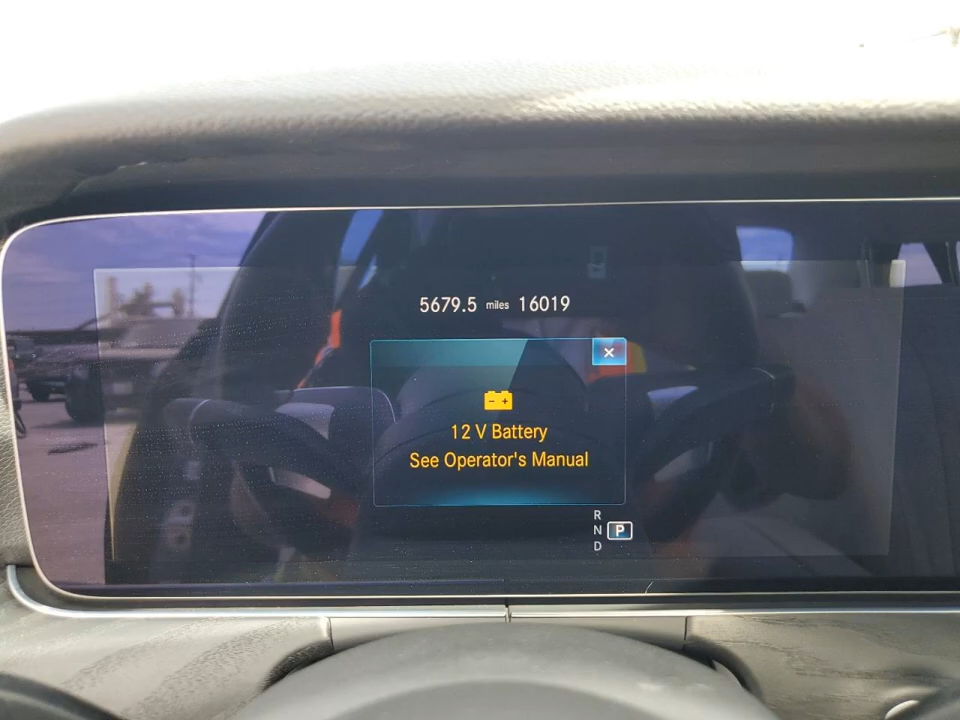 5679.5 miles 16019
×
- +
12 V Battery
See Operator's Manual
R
N P
D